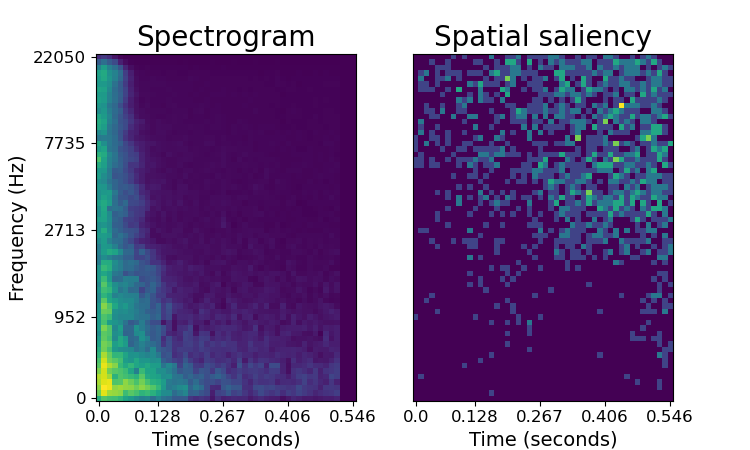 Spectrogram
Spatial saliency
Frequency (Hz)
22050
7735
2713
952
0
0.0 0.128 0.267 0.406 0.546
0.0 0.128 0.267 0.406 0.546
Time (seconds)
Time (seconds)